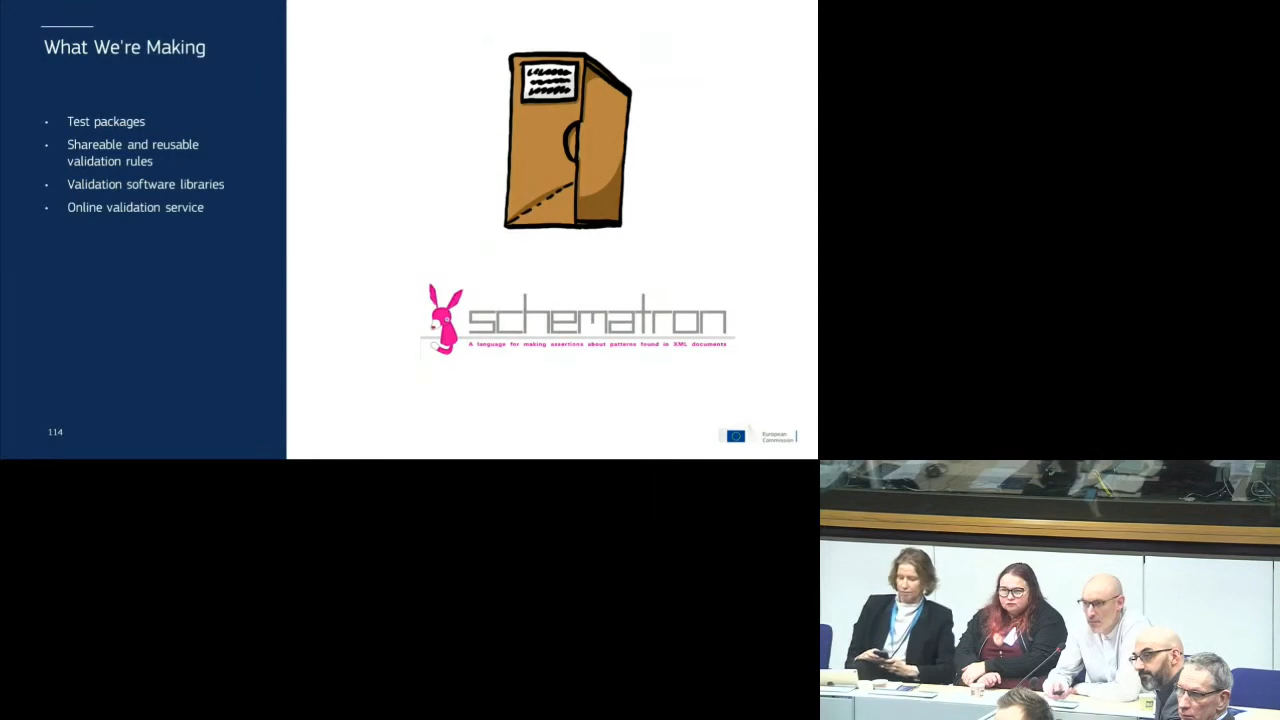 What We're Making
• Test packages
• Shareable and reusable
validation rules
• Validation software libraries
• Online validation service
schematron
A language for making assertions about patterns found in XML documents
114
European
Commission